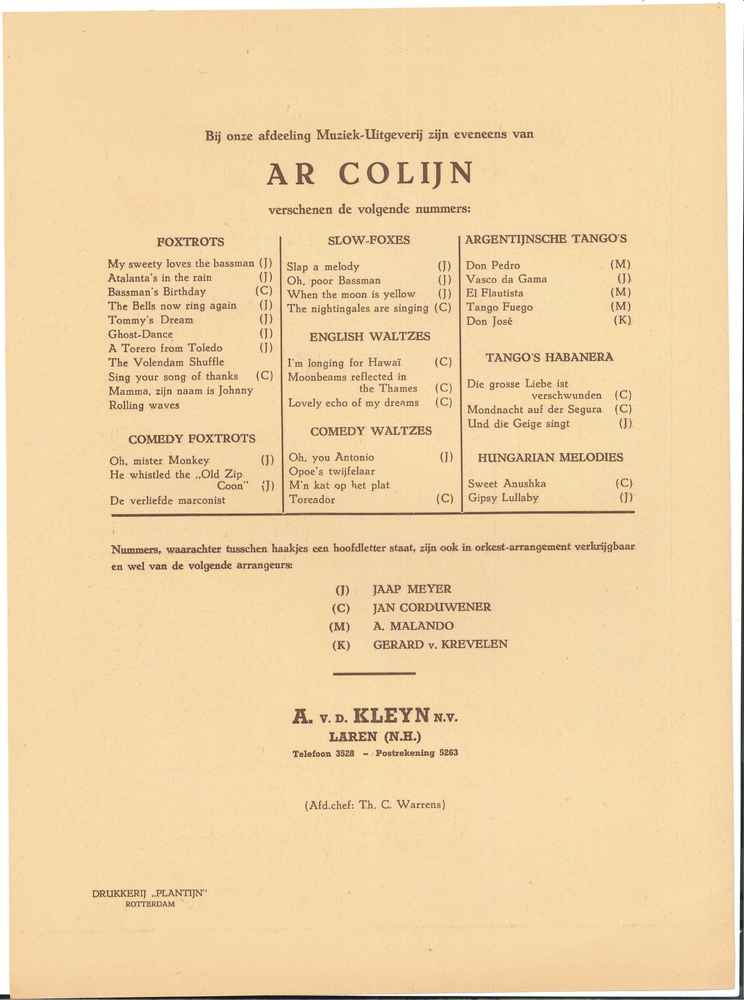 Bij onze afdeeling Muziek-Uitgeverij zijn eveneens van
AR COLIJN
verschenen de volgende nummers:
FOXTROTS
My sweety loves the bassman (J)
Atalanta's in the rain (J)
Bassman's Birthday (C)
The Bells now ring again (J)
Tommy's Dream (J)
Ghost-Dance (J)
A Torero from Toledo (J)
The Volendam Shuffle
Sing your song of thanks (C)
Mamma, zijn naam is Johnny
Rolling waves
COMEDY FOXTROTS
Oh, mister Monkey (J)
He whistled the „Old Zip
Coon" (J)
De verliefde marconist
SLOW-FOXES
Slap a melody (J)
Oh, poor Bassman (J)
When the moon is yellow (J)
The nightingales are singing (C)
ENGLISH WALTZES
I'm longing for Hawaï (C)
Moonbeams reflected in
the Thames (C)
Lovely echo of my dreams (C)
COMEDY WALTZES
Oh, you Antonio (J)
Opoe's twijfelaar
M'n kat op het plat
Toreador (C)
ARGENTIJNSCHE TANGO'S
Don Pedro (M)
Vasco da Gama (J)
El Flautista (M)
Tango Fuego (M)
Don José (K)
TANGO'S HABANERA
Die grosse Liebe ist
verschwunden (C)
Mondnacht auf der Segura (C)
Und die Geige singt (J)
HUNGARIAN MELODIES
Sweet Anushka (C)
Gipsy Lullaby (J)
Nummers, waarachter tusschen haakjes een hoofdletter staat, zijn ook in orkest-arrangement verkrijgbaar
en wel van de volgende arrangeurs:
(J) JAAP MEYER
(C) JAN CORDUWENER
(M) A. MALANDO
(K) GERARD v. KREVELEN
A. V. D. KLEYN N.V.
LAREN (N.H.)
Telefoon 3528 - Postrekening 5263
(Afd.chef: Th. C. Warrens)
DRUKKERIJ „PLANTIJN"
ROTTERDAM